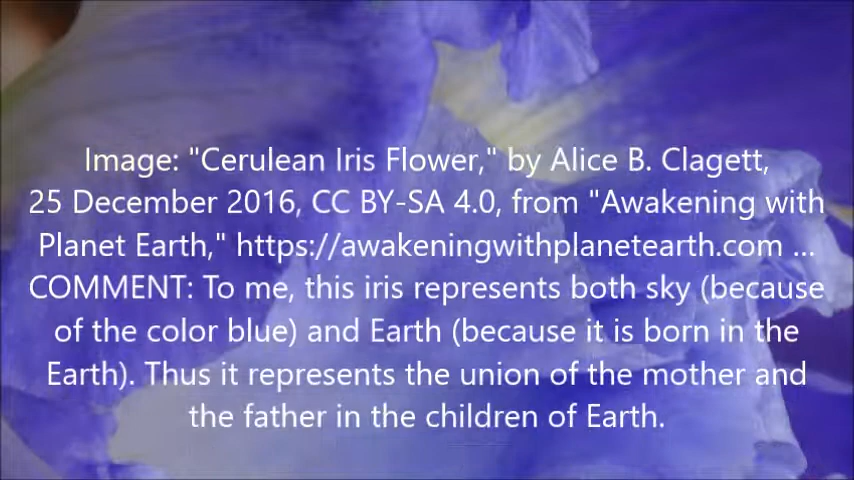 Image: "Cerulean Iris Flower," by Alice B. Clagett,
25 December 2016, CC BY-SA 4.0, from "Awakening with
Planet Earth," https://awakeningwithplanetearth.com ...
COMMENT: To me, this iris represents both sky (because
of the color blue) and Earth (because it is born in the
Earth). Thus it represents the union of the mother and
the father in the children of Earth.